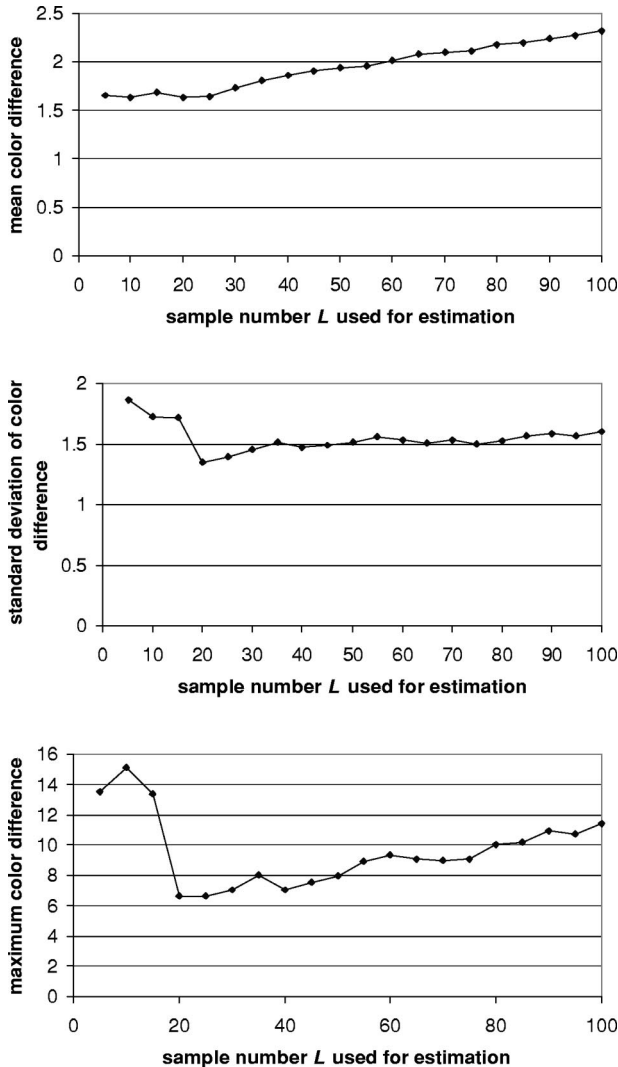 2.5
2
1.5
1
0.5
0
mean color difference
0 10 20 30 40 50 60 70 80 90 100
sample number L used for estimation
2
1.5
1
0.5
0
standard deviation of color
difference
0 10 20 30 40 50 60 70 80 90 100
sample number L used for estimation
16
14
12
10
8
6
4
2
0
maximum color difference
0 20 40 60 80 100
sample number L used for estimation